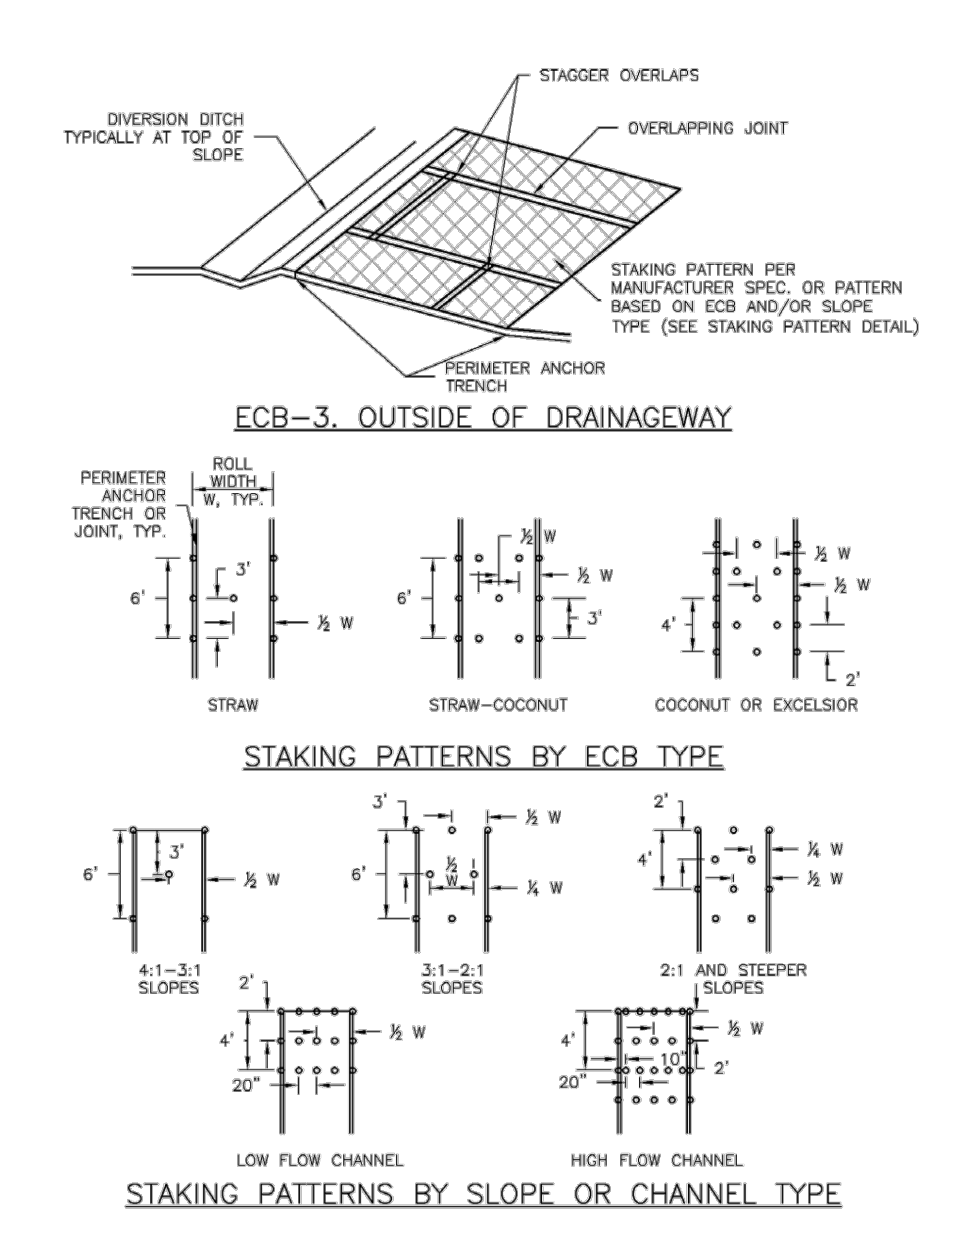 STAGGER OVERLAPS
DIVERSION DITCH
TYPICALLY AT TOP OF
SLOPE
OVERLAPPING JOINT
STAKING PATTERN PER
MANUFACTURER SPEC. OR PATTERN
BASED ON ECB AND/OR SLOPE
TYPE (SEE STAKING PATTERN DETAIL)
PERIMETER ANCHOR
TRENCH
ECB-3. OUTSIDE OF DRAINAGEWAY
PERIMETER
ANCHOR
TRENCH OR
JOINT, TYP.
ROLL
WIDTH
W, TYP.
3'
6'
½ W
STRAW
½ W
½ W
6'
3'
STRAW-COCONUT
½ W
½ W
4'
2'
COCONUT OR EXCELSIOR
STAKING PATTERNS BY ECB TYPE
3'
6'
½ W
4:1-3:1
SLOPES
3'
½ W
6'
½
W
¼ W
3:1-2:1
SLOPES
2'
4'
¼ W
½ W
2:1 AND STEEPER
SLOPES
2'
4'
½ W
20"
LOW FLOW CHANNEL
4'
½ W
10"
2'
20"
HIGH FLOW CHANNEL
STAKING PATTERNS BY SLOPE OR CHANNEL TYPE